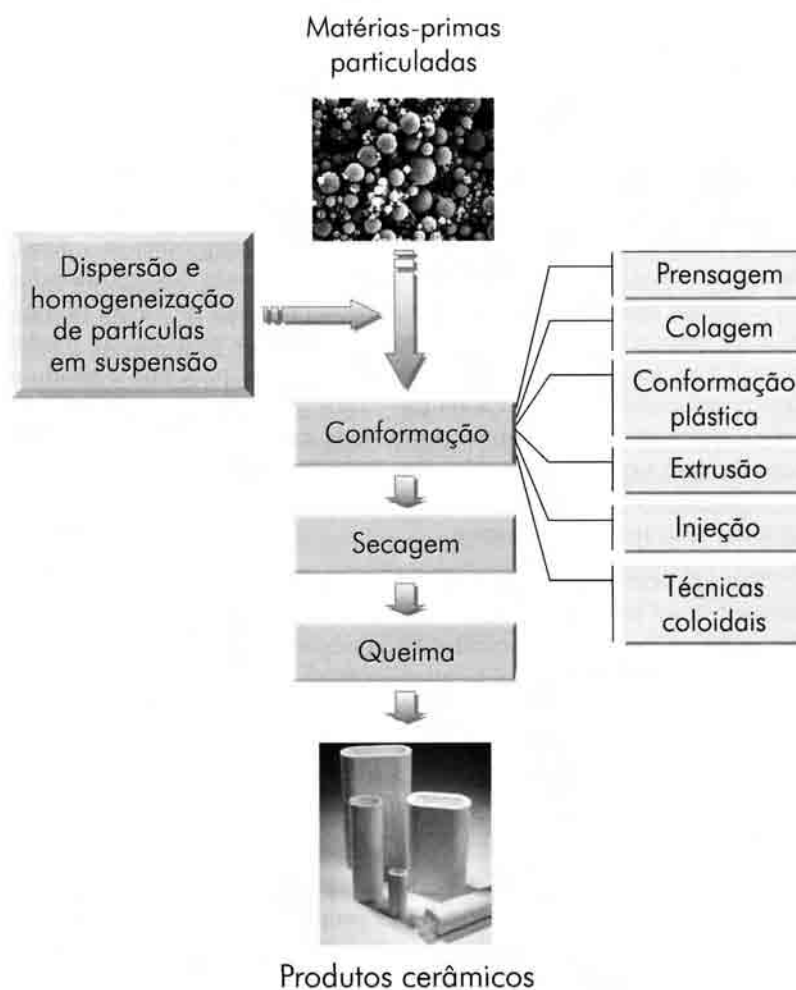 Matérias-primas
particuladas
Dispersão e
homogeneização
de partículas
em suspensão
Conformação
Prensagem
Colagem
Conformação
plástica
Extrusão
Injeção
Técnicas
coloidais
Secagem
Queima
Produtos cerâmicos